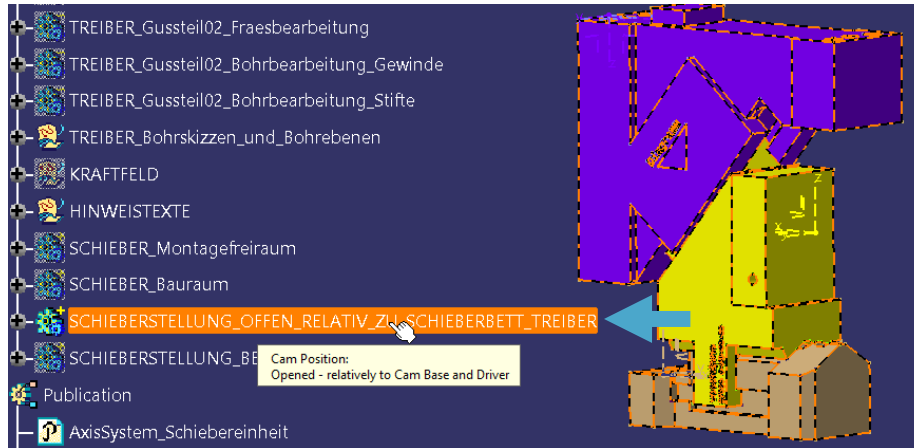 TREIBER_Gussteil02_Fraesbearbeitung
TREIBER_Gussteil02_Bohrbearbeitung_Gewinde
TREIBER_Gussteil02_Bohrbearbeitung_Stifte
TREIBER_Bohrskizzen_und_Bohrebenen
KRAFTFELD
HINWEISTEXTE
SCHIEBER_Montagefreiraum
SCHIEBER_Bauraum
SCHIEBERSTELLUNG_OFFEN_RELATIV_ZU_SCHIEBERBETT_TREIBER
SCHIEBERSTELLUNG_BE
Cam Position:
Opened - relatively to Cam Base and Driver
Publication
AxisSystem_Schiebereinheit
z